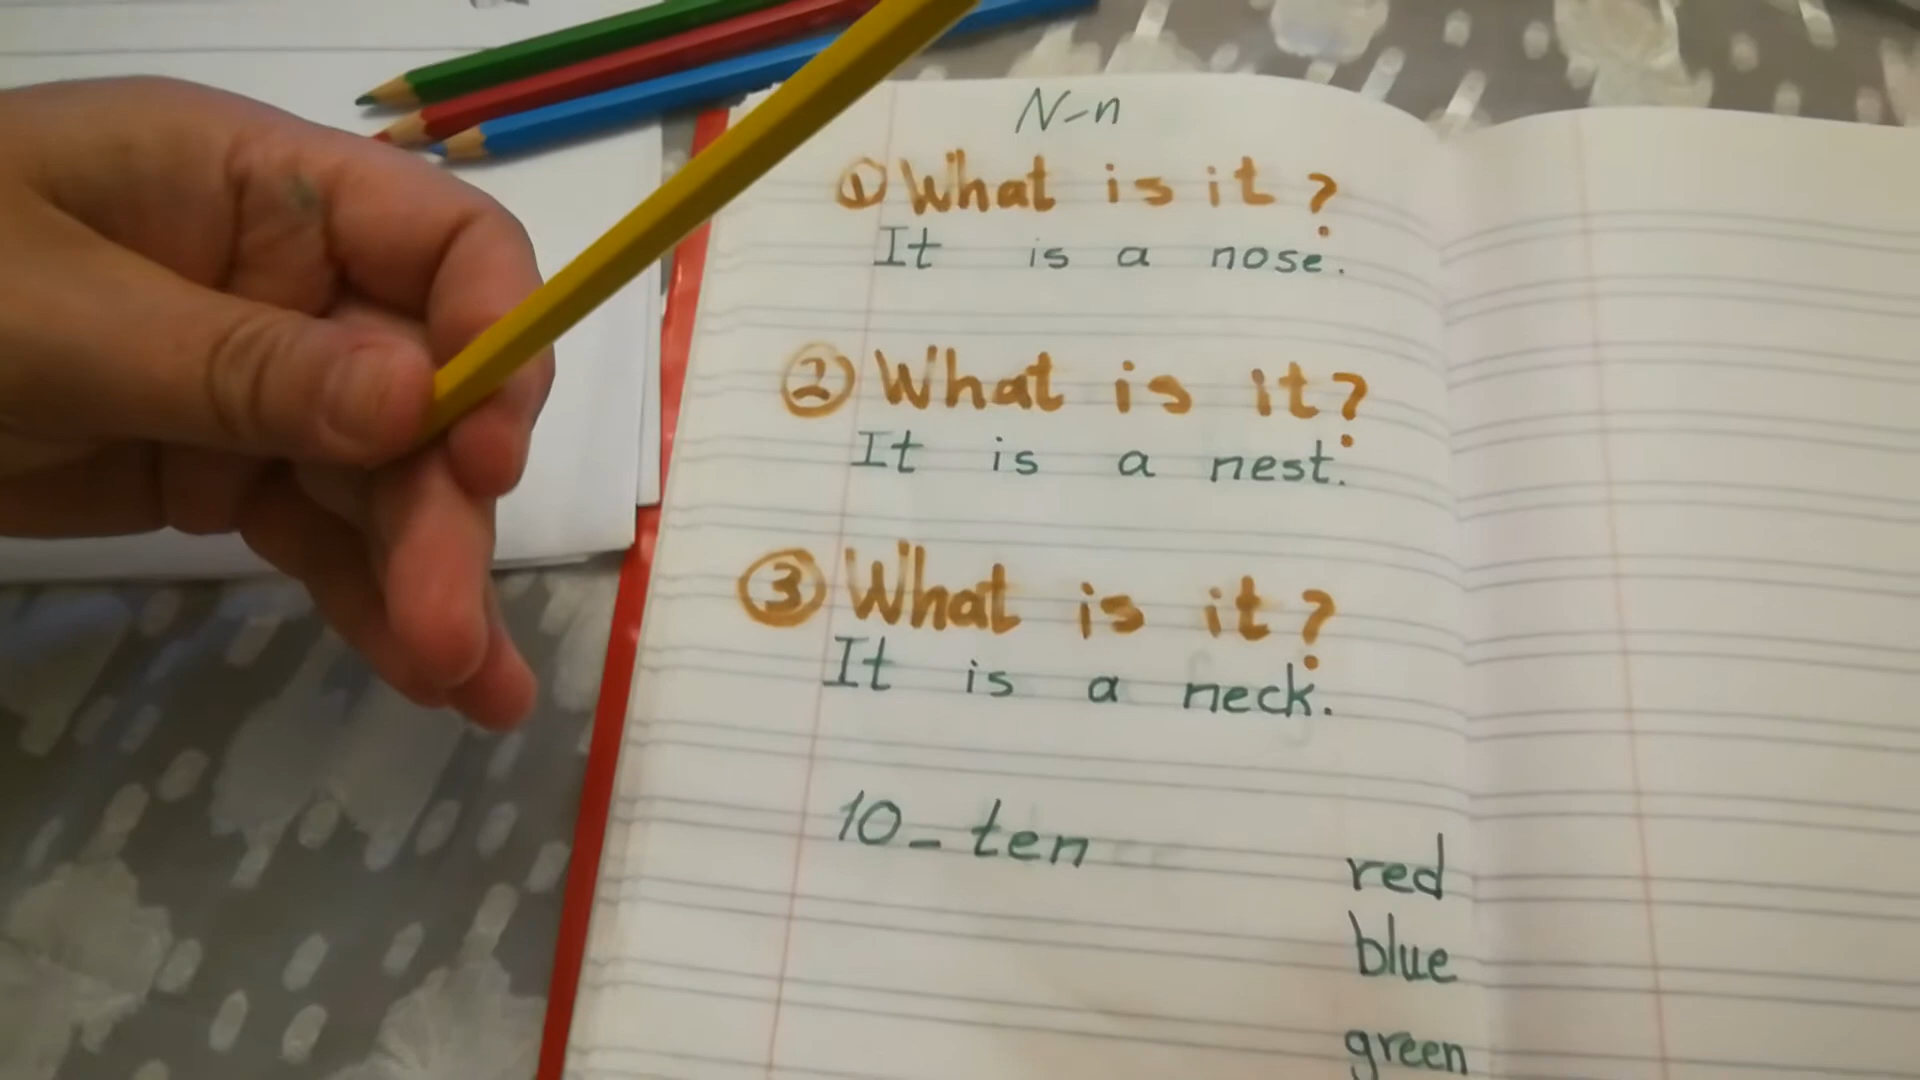 N-n
① What is it?
It is a nose.
② What is it?
It is a nest.
③ What is it?
It is a neck.
10 - ten
red
blue
green